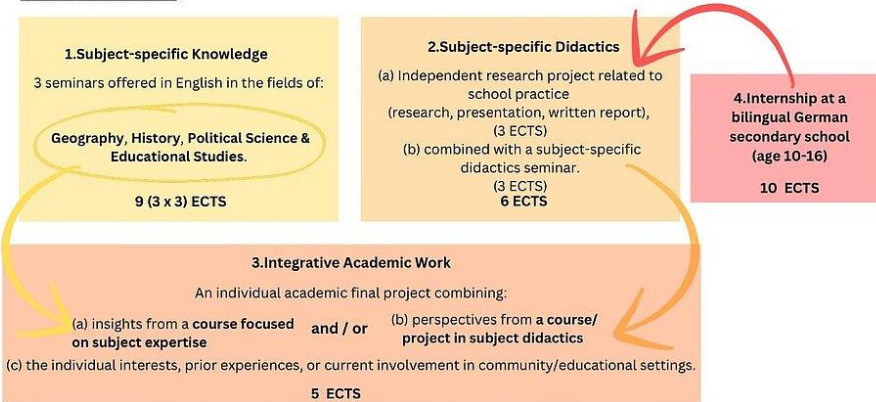 1.Subject-specific Knowledge
3 seminars offered in English in the fields of:
Geography, History, Political Science &
Educational Studies.
9 (3 x 3) ECTS
2.Subject-specific Didactics
(a) Independent research project related to
school practice
(research, presentation, written report),
(3 ECTS)
(b) combined with a subject-specific
didactics seminar.
(3 ECTS)
6 ECTS
4.Internship at a
bilingual German
secondary school
(age 10-16)
10 ECTS
3.Integrative Academic Work
An individual academic final project combining:
(a) insights from a course focused
on subject expertise
and / or
(b) perspectives from a course/
project in subject didactics
(c) the individual interests, prior experiences, or current involvement in community/educational settings.
5 ECTS